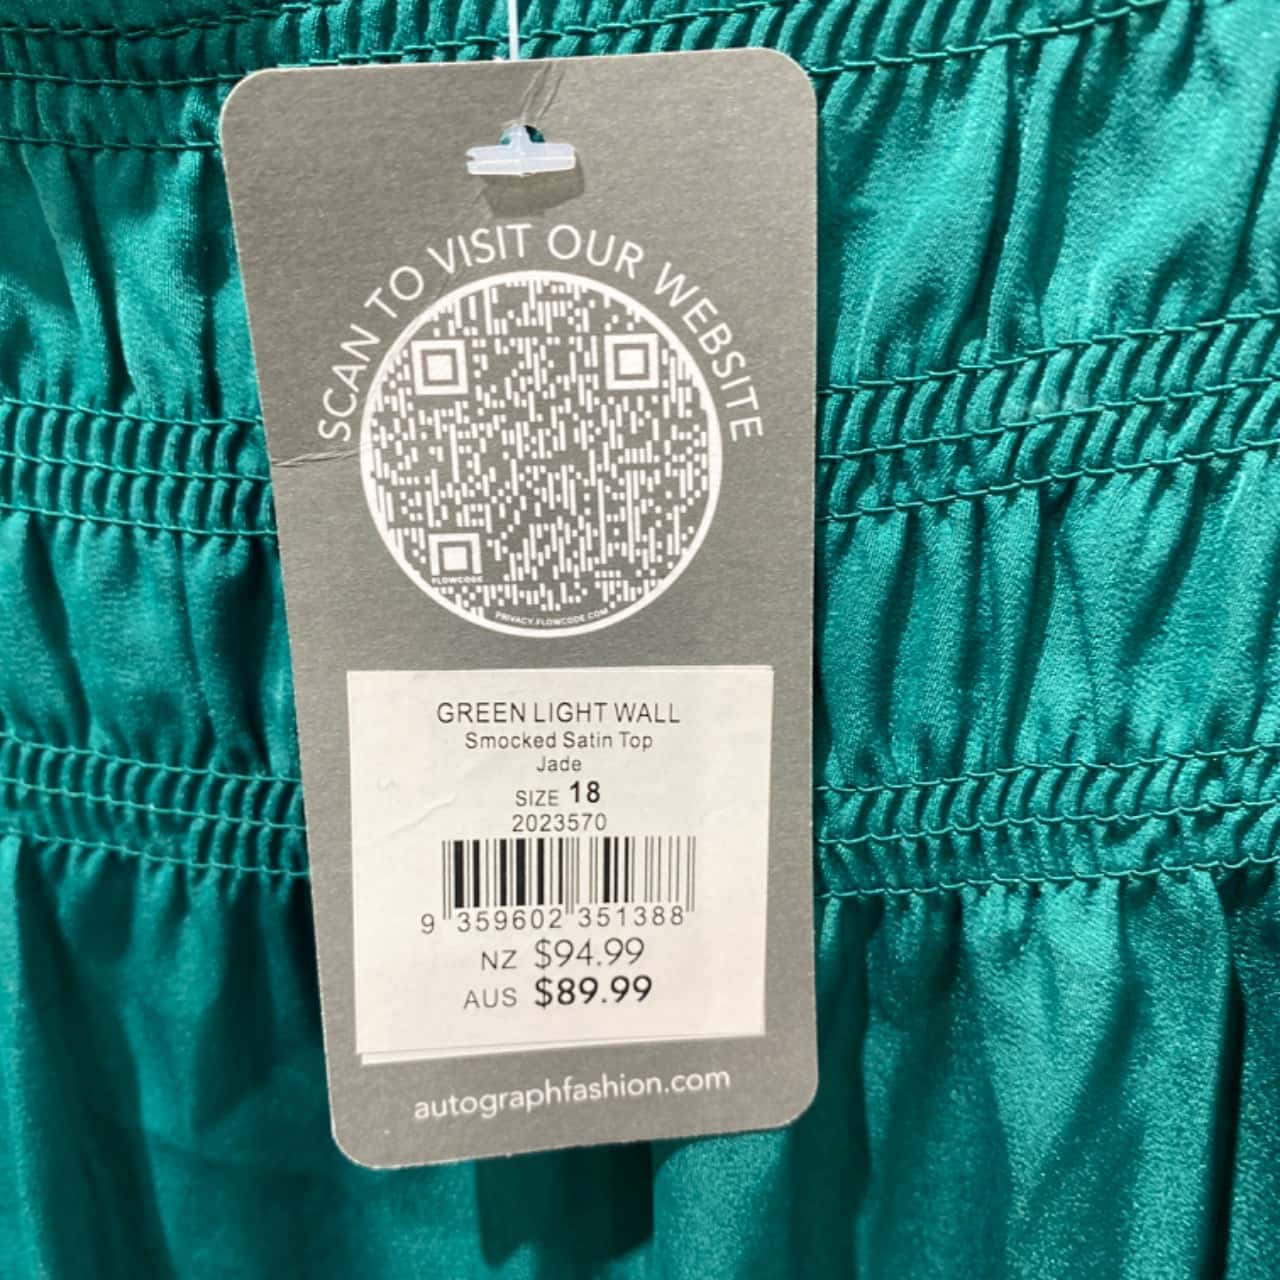 SCAN TO VISIT OUR WEBSITE
FLOWCODE
PRIVACY.FLOWCODE.COM
GREEN LIGHT WALL
Smocked Satin Top
Jade
SIZE 18
2023570
9 359602 351388
NZ $94.99
AUS $89.99
autographfashion.com